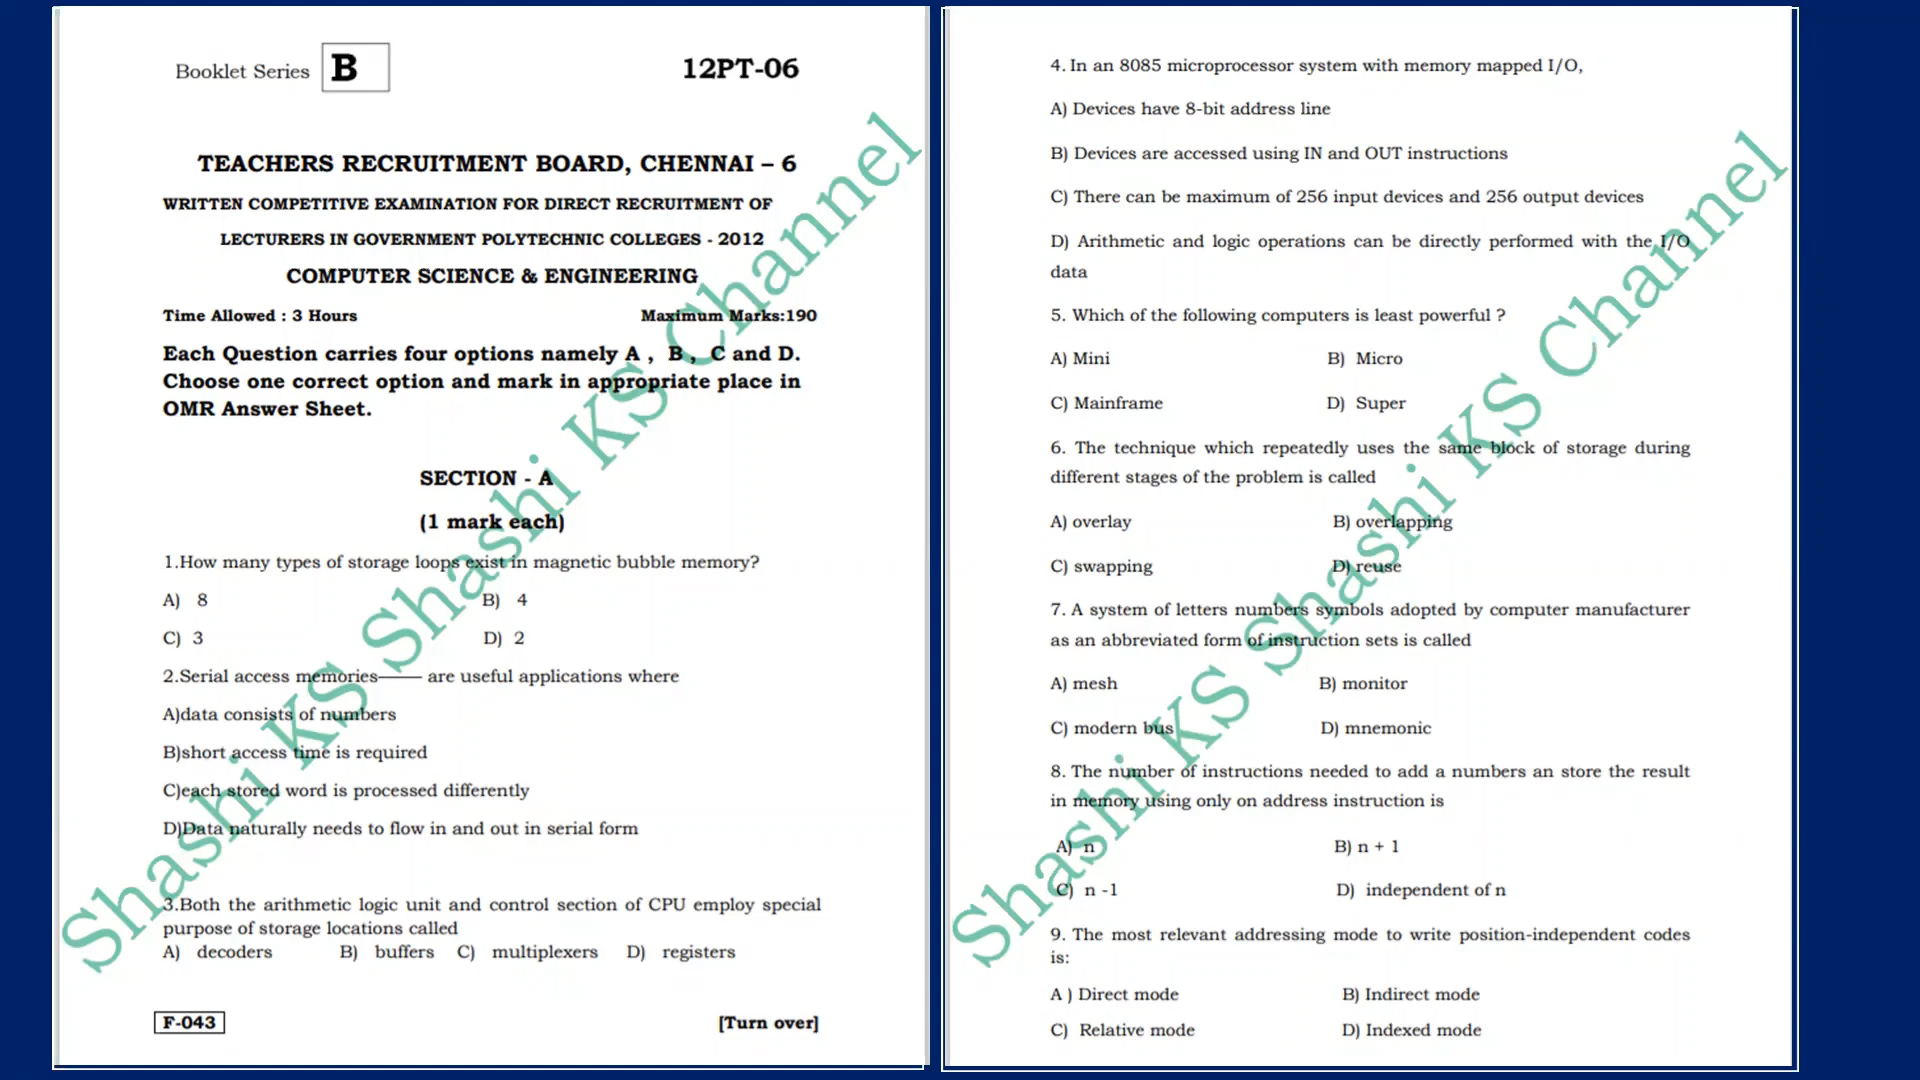 Booklet Series B 12PT-06
TEACHERS RECRUITMENT BOARD, CHENNAI – 6
WRITTEN COMPETITIVE EXAMINATION FOR DIRECT RECRUITMENT OF
LECTURERS IN GOVERNMENT POLYTECHNIC COLLEGES - 2012
COMPUTER SCIENCE & ENGINEERING
Time Allowed : 3 Hours Maximum Marks:190
Each Question carries four options namely A , B , C and D.
Choose one correct option and mark in appropriate place in
OMR Answer Sheet.
SECTION - A
(1 mark each)
1.How many types of storage loops exist in magnetic bubble memory?
A) 8 B) 4
C) 3 D) 2
2.Serial access memories—— are useful applications where
A)data consists of numbers
B)short access time is required
C)each stored word is processed differently
D)Data naturally needs to flow in and out in serial form
3.Both the arithmetic logic unit and control section of CPU employ special
purpose of storage locations called
A) decoders B) buffers C) multiplexers D) registers
F-043 [Turn over]
Shashi KS Shashi KS Channel
4. In an 8085 microprocessor system with memory mapped I/O,
A) Devices have 8-bit address line
B) Devices are accessed using IN and OUT instructions
C) There can be maximum of 256 input devices and 256 output devices
D) Arithmetic and logic operations can be directly performed with the I/O
data
5. Which of the following computers is least powerful ?
A) Mini B) Micro
C) Mainframe D) Super
6. The technique which repeatedly uses the same block of storage during
different stages of the problem is called
A) overlay B) overlapping
C) swapping D) reuse
7. A system of letters numbers symbols adopted by computer manufacturer
as an abbreviated form of instruction sets is called
A) mesh B) monitor
C) modern bus D) mnemonic
8. The number of instructions needed to add a numbers an store the result
in memory using only on address instruction is
A) n B) n + 1
C) n -1 D) independent of n
9. The most relevant addressing mode to write position-independent codes
is:
A ) Direct mode B) Indirect mode
C) Relative mode D) Indexed mode
Shashi KS Shashi KS Channel